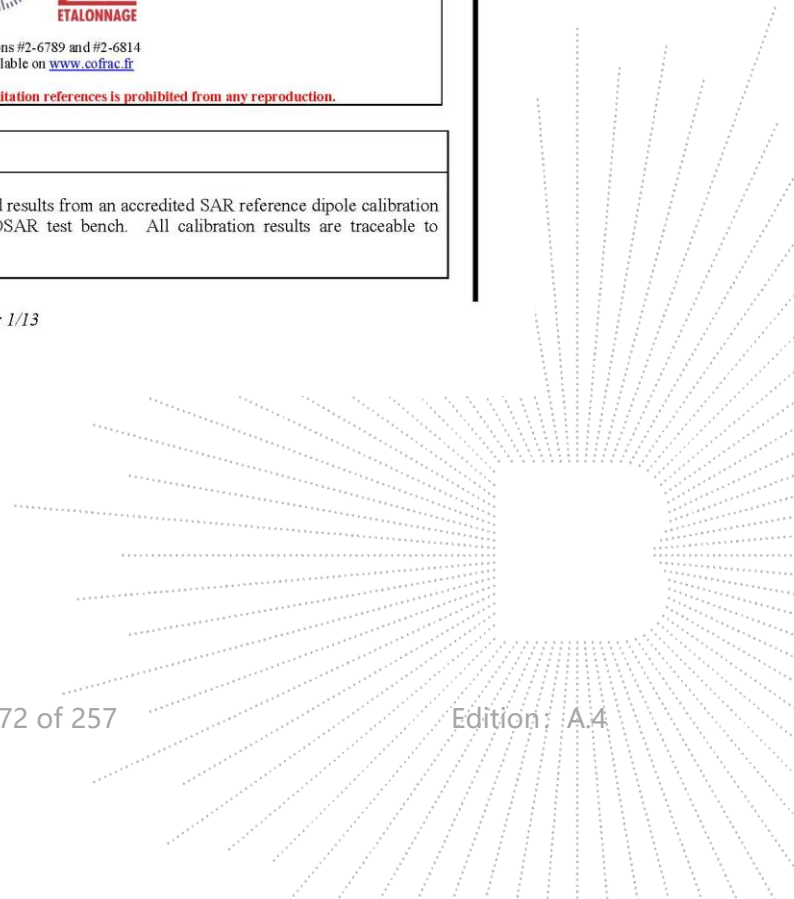 ETALONNAGE
ns #2-6789 and #2-6814
lable on www.cofrac.fr
itation references is prohibited from any reproduction.
results from an accredited SAR reference dipole calibration
SAR test bench. All calibration results are traceable to
1/13
72 of 257
Edition: A.4